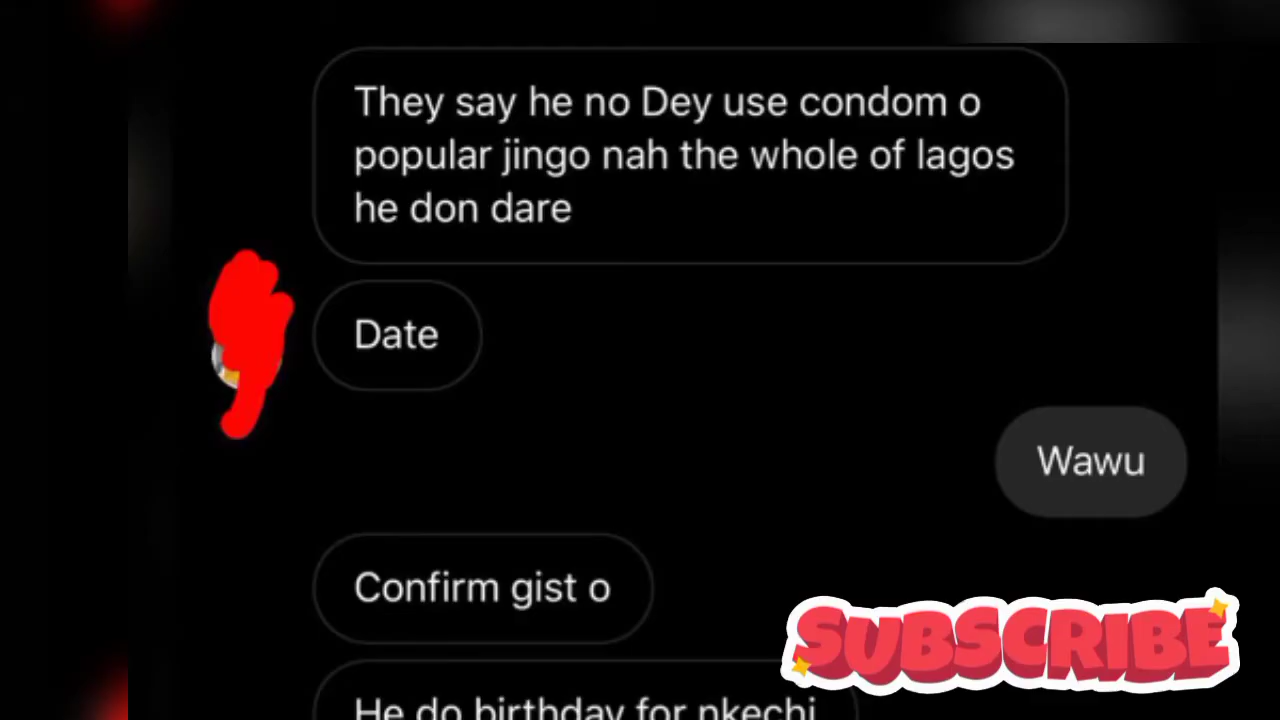 They say he no Dey use condom o
popular jingo nah the whole of lagos
he don dare
Date
Wawu
Confirm gist o
SUBSCRIBE
He do birthday for nkechi